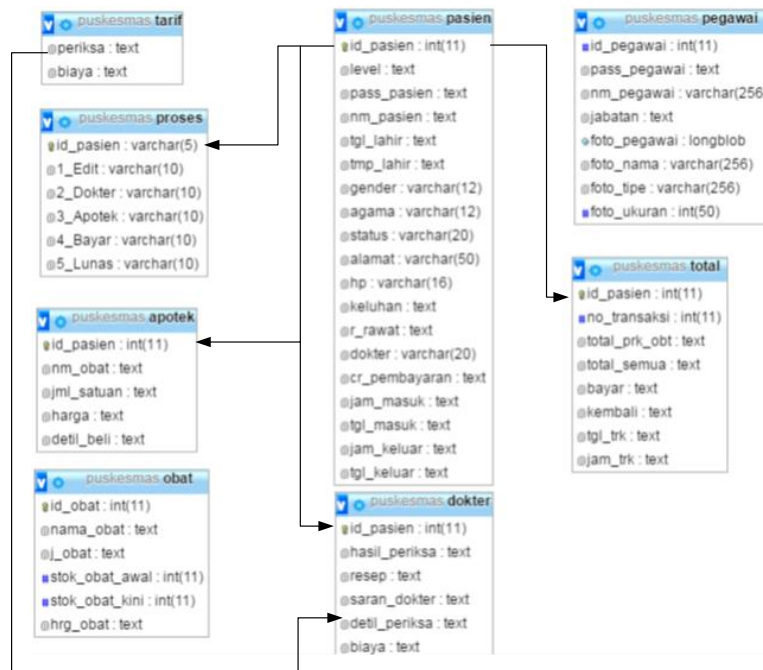 puskesmas tarif
periksa : text
biaya : text
puskesmas proses
id_pasien : varchar(5)
1_Edit : varchar(10)
2_Dokter : varchar(10)
3_Apotek : varchar(10)
4_Bayar : varchar(10)
5_Lunas : varchar(10)
puskesmas apotek
id_pasien : int(11)
nm_obat : text
jml_satuan : text
harga : text
detil_beli : text
puskesmas obat
id_obat : int(11)
nama_obat : text
j_obat : text
stok_obat_awal : int(11)
stok_obat_kini : int(11)
hrg_obat : text
puskesmas pasien
id_pasien : int(11)
level : text
pass_pasien : text
nm_pasien : text
tgl_lahir : text
tmp_lahir : text
gender : varchar(12)
agama : varchar(12)
status : varchar(20)
alamat : varchar(50)
hp : varchar(16)
keluhan : text
r_rawat : text
dokter : varchar(20)
cr_pembayaran : text
jam_masuk : text
tgl_masuk : text
jam_keluar : text
tgl_keluar : text
puskesmas dokter
id_pasien : int(11)
hasil_periksa : text
resep : text
saran_dokter : text
detil_periksa : text
biaya : text
puskesmas pegawai
id_pegawai : int(11)
pass_pegawai : text
nm_pegawai : varchar(256
jabatan : text
foto_pegawai : longblob
foto_nama : varchar(256)
foto_tipe : varchar(256)
foto_ukuran : int(50)
puskesmas total
id_pasien : int(11)
no_transaksi : int(11)
total_prk_obt : text
total_semua : text
bayar : text
kembali : text
tgl_trk : text
jam_trk : text